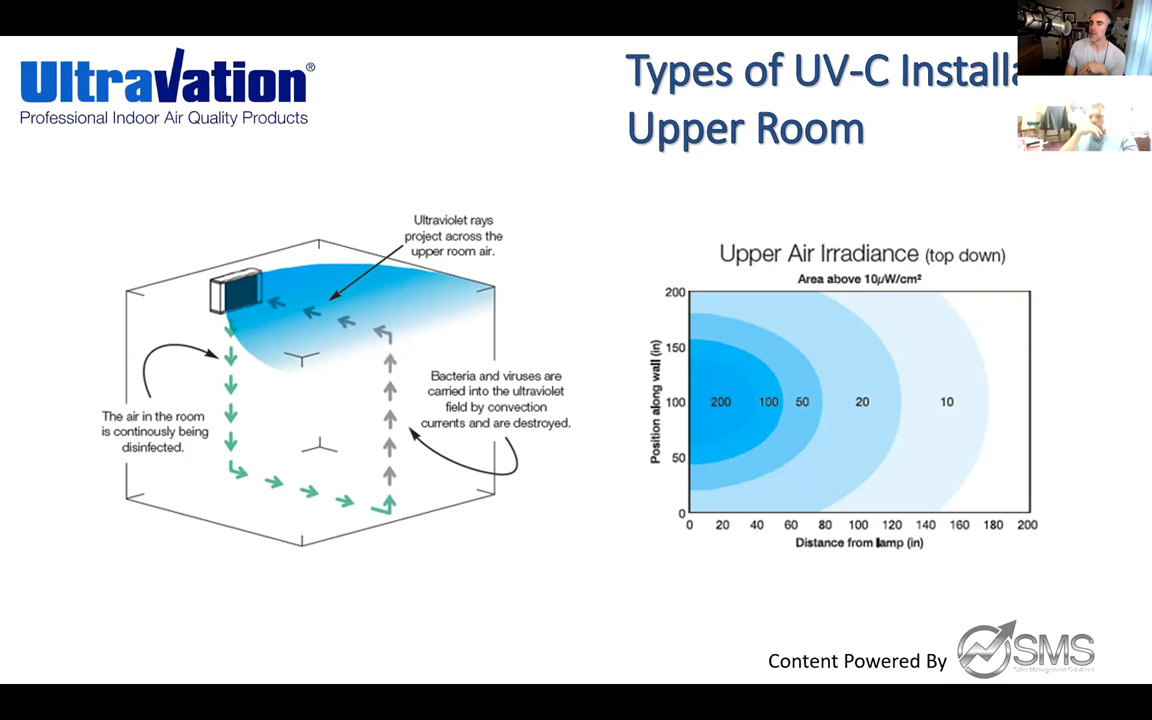 Ultravation®
Professional Indoor Air Quality Products
Types of UV-C Installa
Upper Room
Ultraviolet rays
project across the
upper room air.
The air in the room
is continously being
disinfected.
Bacteria and viruses are
carried into the ultraviolet
field by convection
currents and are destroyed.
Upper Air Irradiance (top down)
Area above 10µW/cm²
Position along wall (in)
200
150
100
50
0
200 100 50 20 10
0 20 40 60 80 100 120 140 160 180 200
Distance from lamp (in)
Content Powered By
SMS
Sales Management Solutions